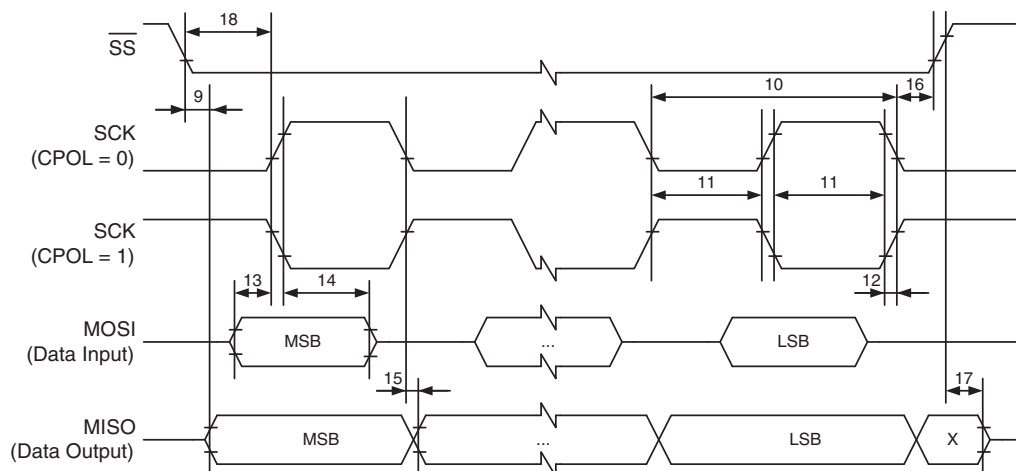 18
SS
10
16
9
SCK
(CPOL = 0)
11
11
SCK
(CPOL = 1)
13
14
12
MOSI
(Data Input)
MSB
...
LSB
15
17
MISO
(Data Output)
MSB
...
LSB
X